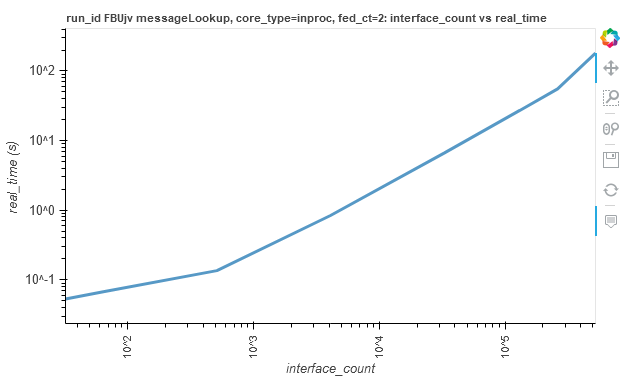 run_id FBUjv messageLookup, core_type=inproc, fed_ct=2: interface_count vs real_time
10^2
10^1
10^0
10^-1
real_time (s)
10^2
10^3
10^4
10^5
interface_count